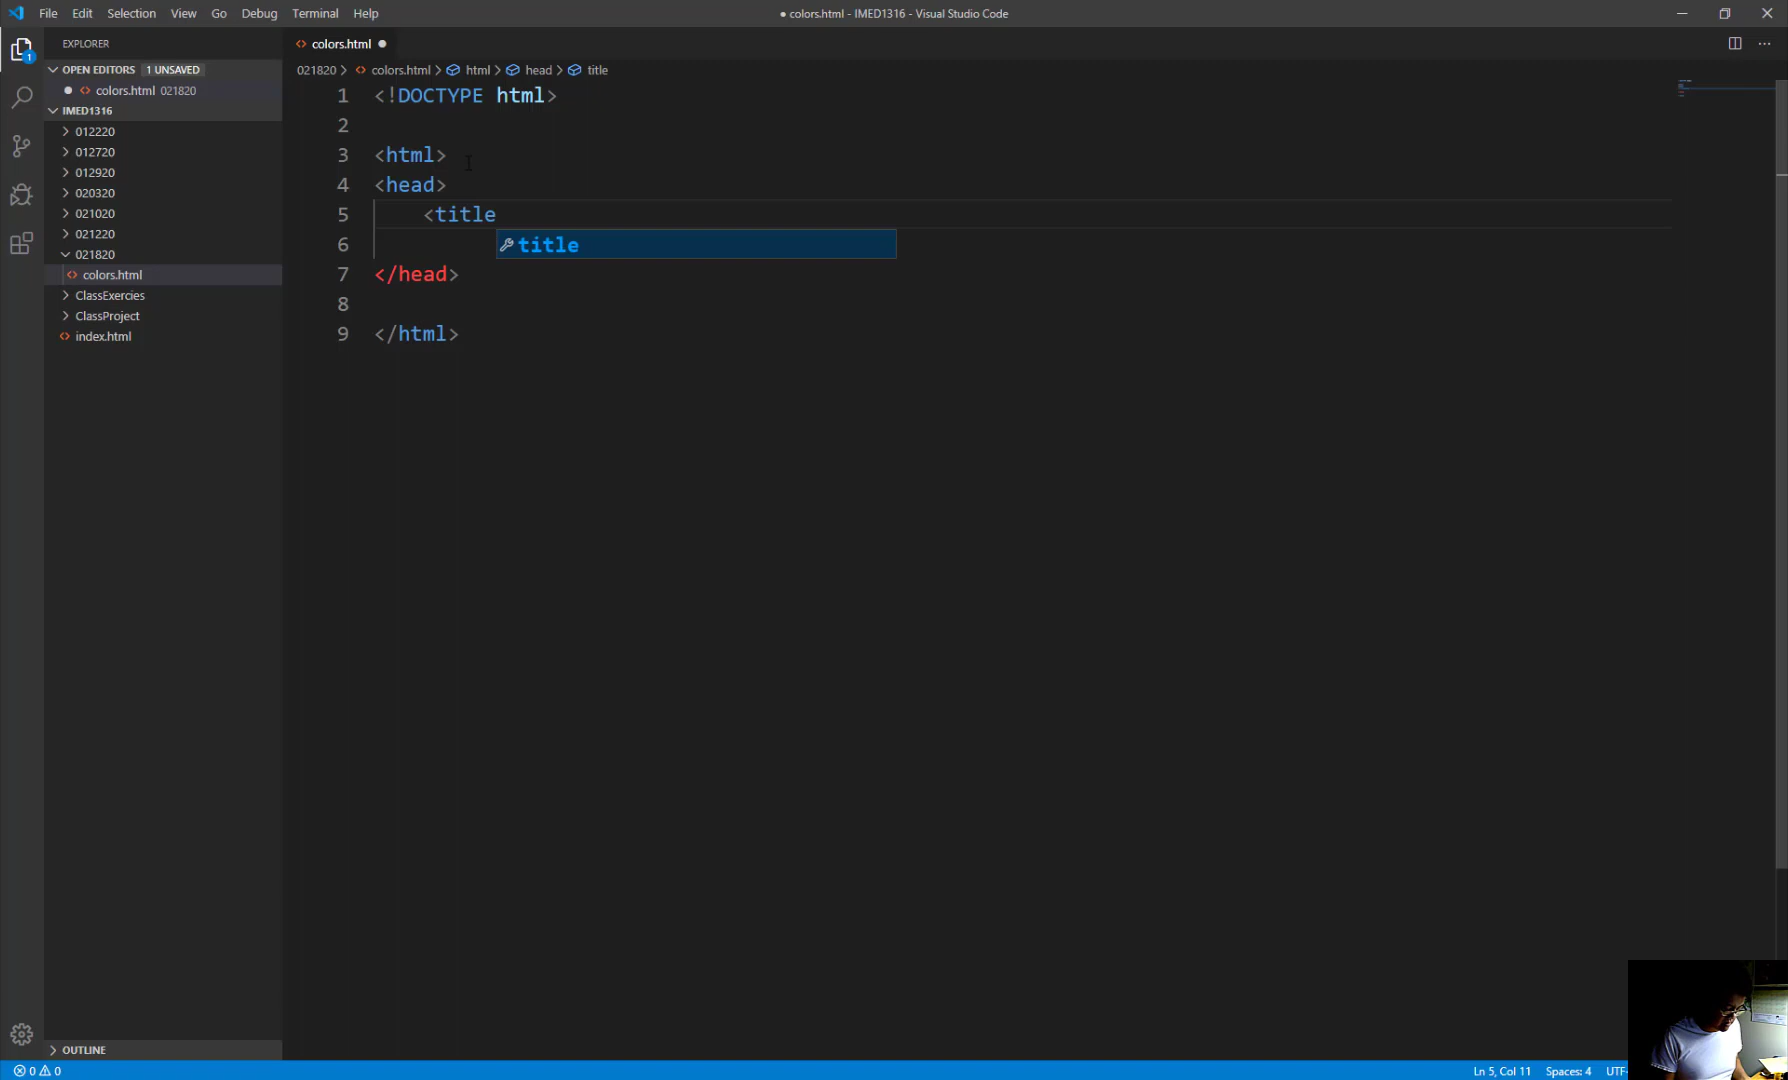 File Edit Selection View Go Debug Terminal Help
● colors.html - IMED1316 - Visual Studio Code
EXPLORER
OPEN EDITORS 1 UNSAVED
colors.html 021820
IMED1316
012220
012720
012920
020320
021020
021220
021820
colors.html
ClassExercies
ClassProject
index.html
OUTLINE
colors.html
021820 > colors.html > html > head > title
1 <!DOCTYPE html>
2
3 <html>
4 <head>
5 <title
title
6
7 </head>
8
9 </html>
1
0 0
Ln 5, Col 11 Spaces: 4 UTF-